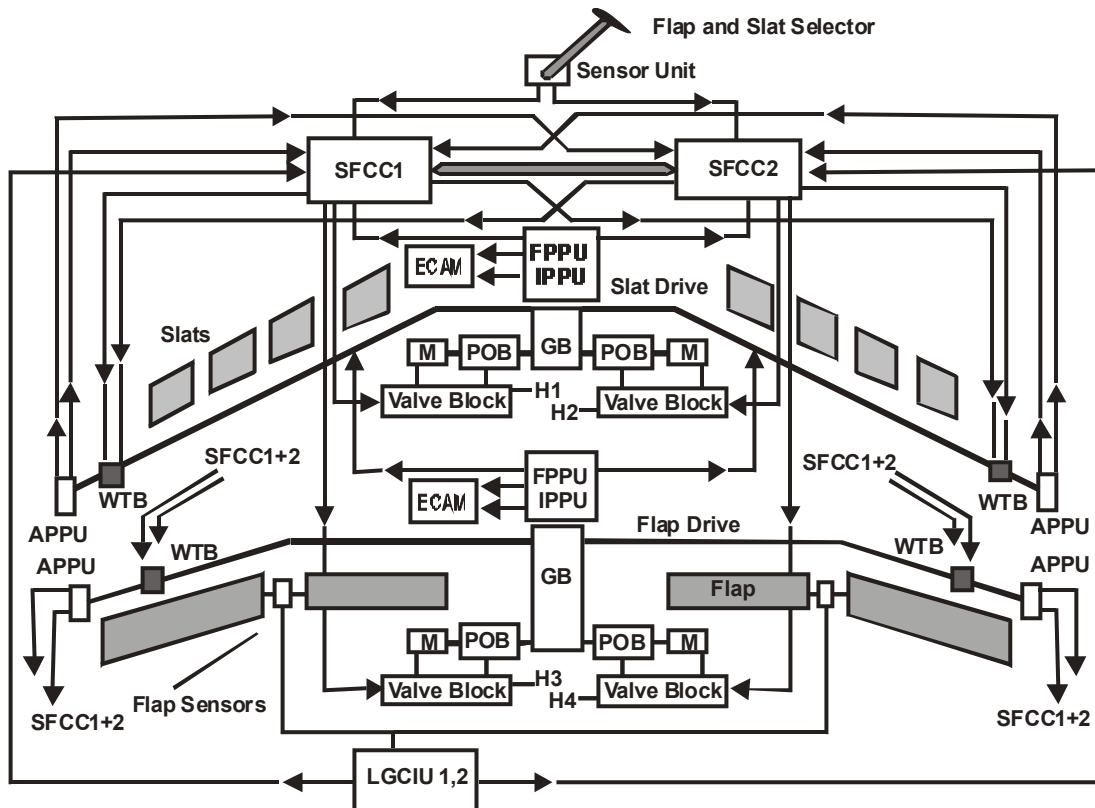 Flap and Slat Selector
Sensor Unit
SFCC1
SFCC2
FPPU
IPPU
ECAM
Slat Drive
Slats
GB
M
POB
POB
M
Valve Block
H1
H2
Valve Block
SFCC1+2
SFCC1+2
WTB
WTB
APPU
APPU
FPPU
IPPU
ECAM
Flap Drive
WTB
WTB
APPU
APPU
GB
Flap
M
POB
POB
M
Valve Block
H3
H4
Valve Block
Flap Sensors
SFCC1+2
SFCC1+2
LGCIU 1,2